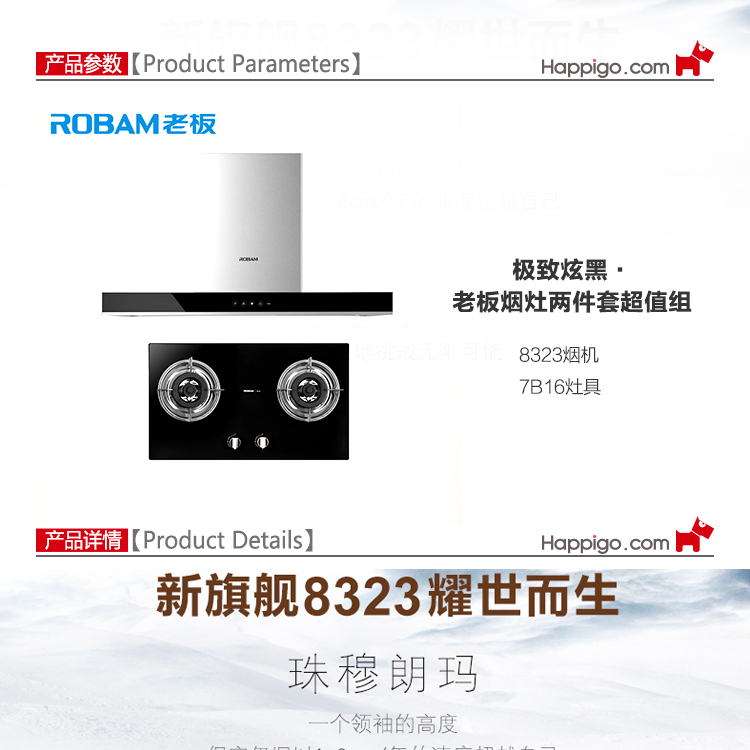 产品参数【Product Parameters】
Happigo.com
ROBAM老板
ROBAM
极致炫黑·
老板烟灶两件套超值组
8323烟机
7B16灶具
产品详情【Product Details】
Happigo.com
新旗舰8323耀世而生
珠穆朗玛
一个领袖的高度